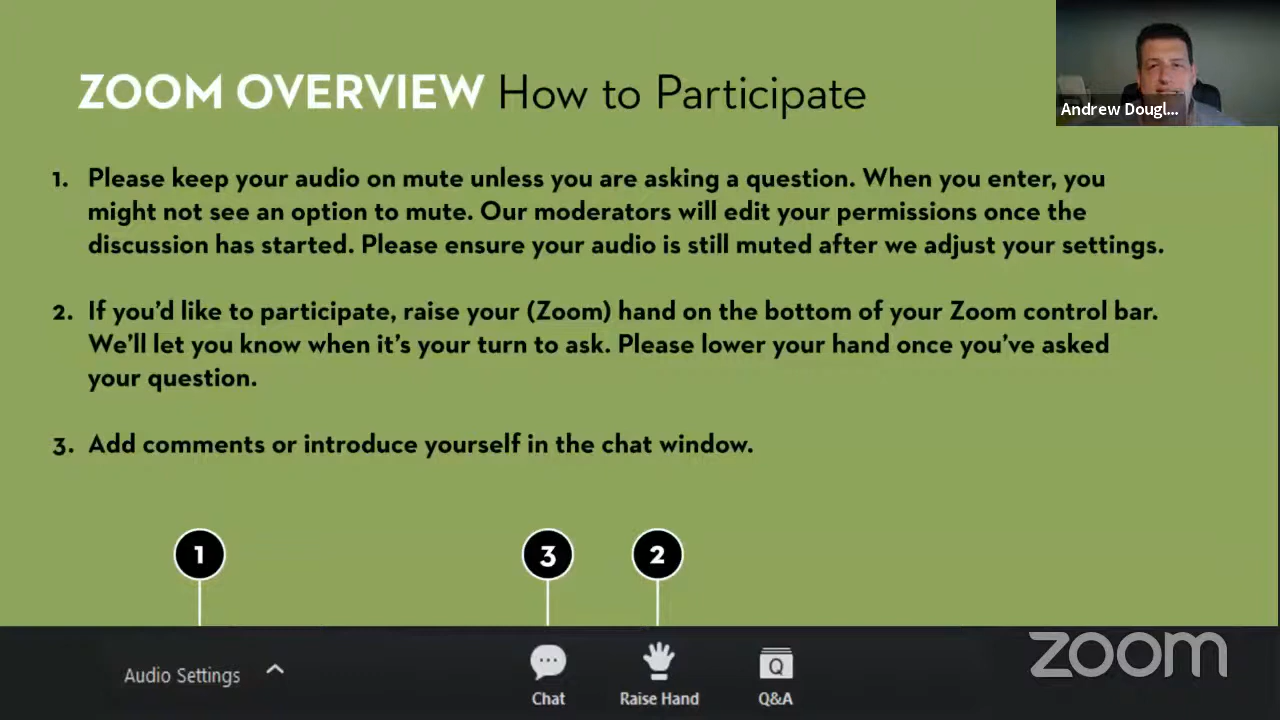 ZOOM OVERVIEW How to Participate
Andrew Dougl...
1. Please keep your audio on mute unless you are asking a question. When you enter, you
might not see an option to mute. Our moderators will edit your permissions once the
discussion has started. Please ensure your audio is still muted after we adjust your settings.
2. If you’d like to participate, raise your (Zoom) hand on the bottom of your Zoom control bar.
We’ll let you know when it’s your turn to ask. Please lower your hand once you’ve asked
your question.
3. Add comments or introduce yourself in the chat window.
1 3 2
Audio Settings
Chat
Raise Hand
Q
Q&A
zoom